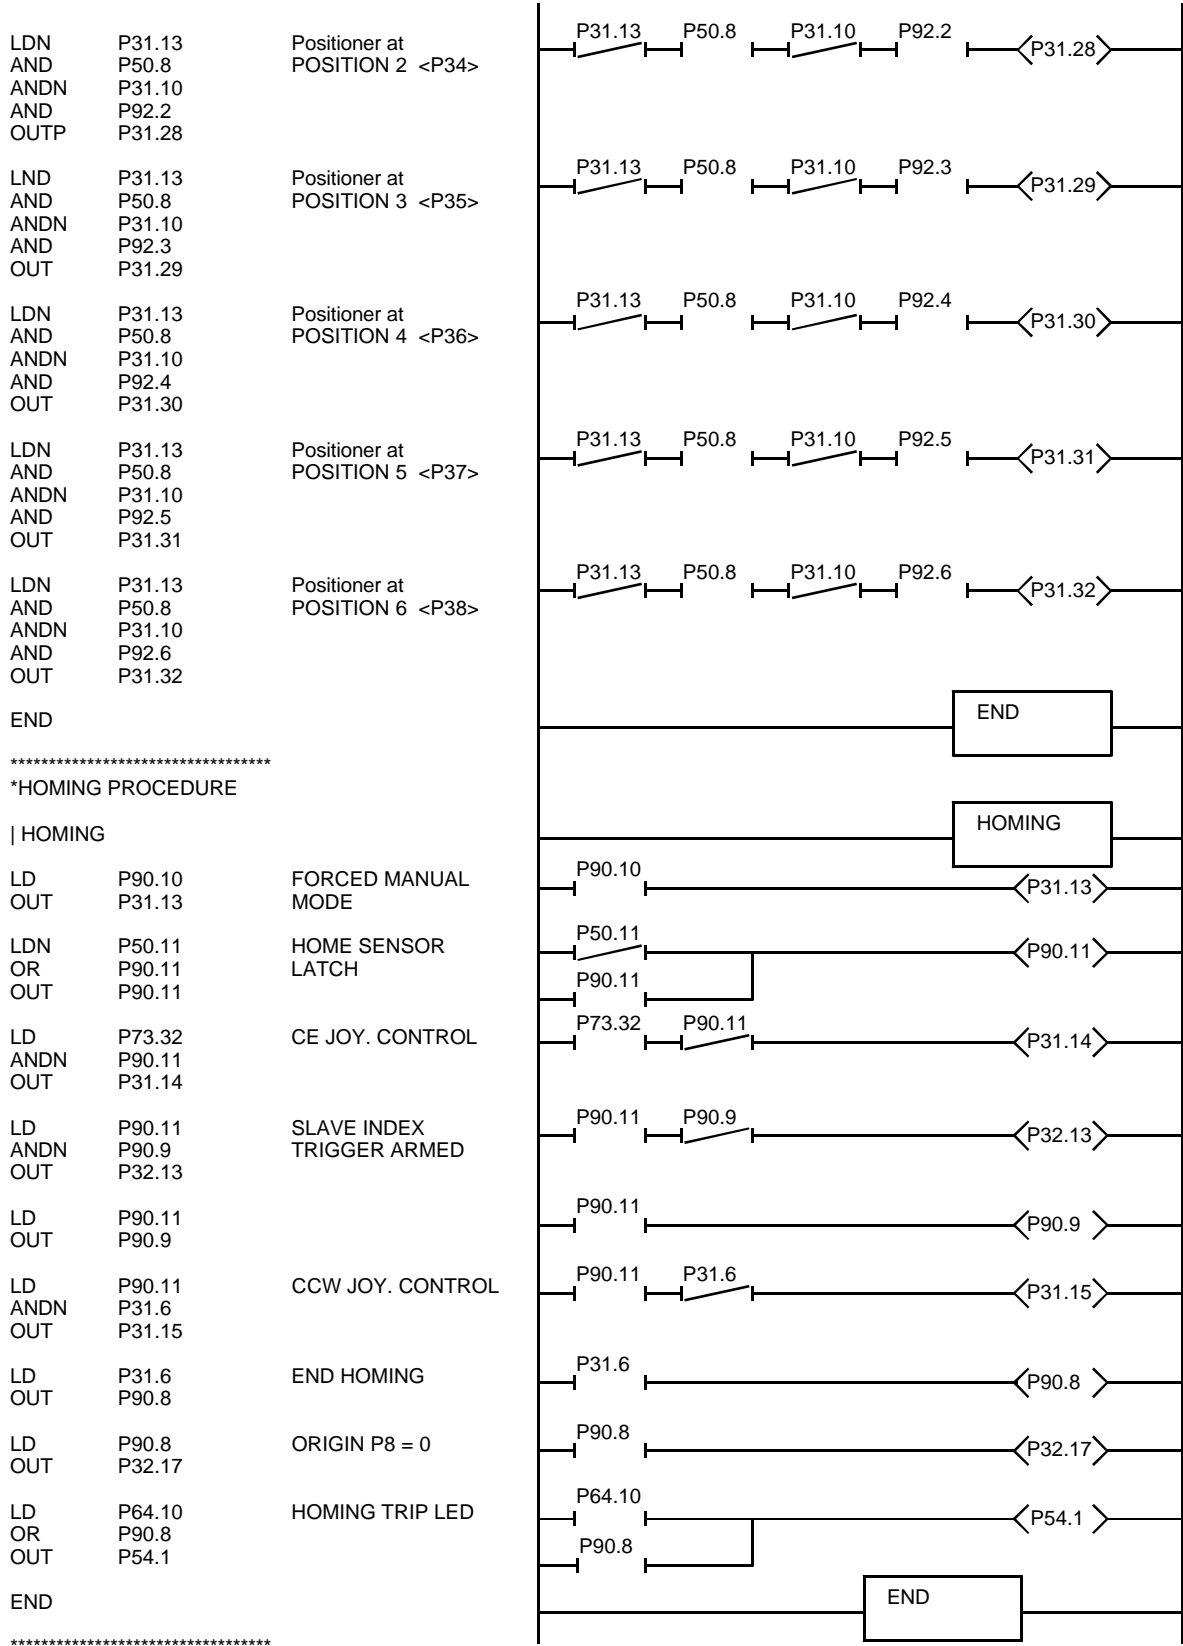 P31.13 P50.8 P31.10 P92.2
LDN P31.13 Positioner at
AND P50.8 POSITION 2 <P34> P31.28
ANDN P31.10
AND P92.2
OUTP P31.28
P31.13 P50.8 P31.10 P92.3
LND P31.13 Positioner at
AND P50.8 POSITION 3 <P35> P31.29
ANDN P31.10
AND P92.3
OUT P31.29
P31.13 P50.8 P31.10 P92.4
LDN P31.13 Positioner at
AND P50.8 POSITION 4 <P36> P31.30
ANDN P31.10
AND P92.4
OUT P31.30
P31.13 P50.8 P31.10 P92.5
LDN P31.13 Positioner at
AND P50.8 POSITION 5 <P37> P31.31
ANDN P31.10
AND P92.5
OUT P31.31
P31.13 P50.8 P31.10 P92.6
LDN P31.13 Positioner at
AND P50.8 POSITION 6 <P38> P31.32
ANDN P31.10
AND P92.6
OUT P31.32
END END
**********************************
*HOMING PROCEDURE
| HOMING HOMING
P90.10
LD P90.10 FORCED MANUAL P31.13
OUT P31.13 MODE
P50.11
LDN P50.11 HOME SENSOR P90.11
OR P90.11 LATCH
P90.11
OUT P90.11
P73.32 P90.11
LD P73.32 CE JOY. CONTROL P31.14
ANDN P90.11
OUT P31.14
P90.11 P90.9
LD P90.11 SLAVE INDEX P32.13
ANDN P90.9 TRIGGER ARMED
OUT P32.13
P90.11
LD P90.11 P90.9
OUT P90.9
P90.11 P31.6
LD P90.11 CCW JOY. CONTROL P31.15
ANDN P31.6
OUT P31.15
P31.6
LD P31.6 END HOMING P90.8
OUT P90.8
P90.8
LD P90.8 ORIGIN P8 = 0 P32.17
OUT P32.17
P64.10
LD P64.10 HOMING TRIP LED P54.1
OR P90.8
P90.8
OUT P54.1
END END
**********************************